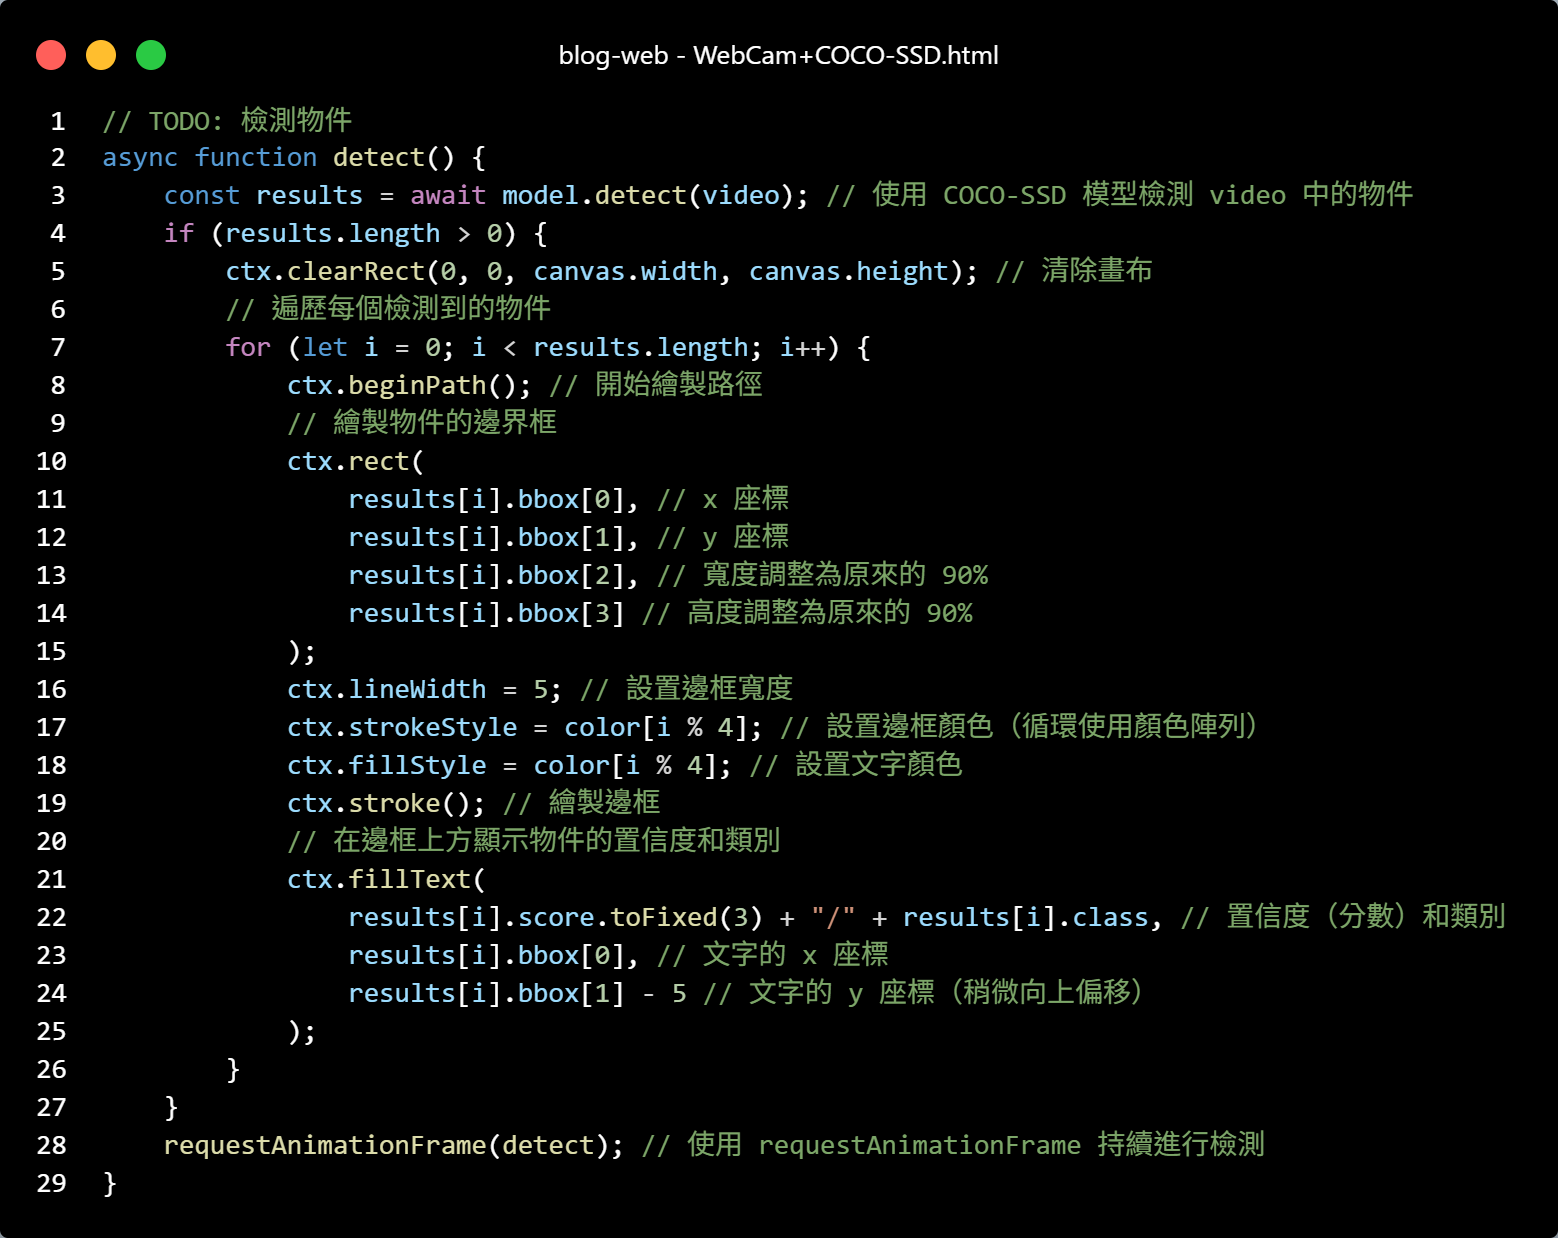 blog-web - WebCam+COCO-SSD.html
1 // TODO: 檢測物件
2 async function detect() {
3     const results = await model.detect(video); // 使用 COCO-SSD 模型檢測 video 中的物件
4     if (results.length > 0) {
5         ctx.clearRect(0, 0, canvas.width, canvas.height); // 清除畫布
6         // 遍歷每個檢測到的物件
7         for (let i = 0; i < results.length; i++) {
8             ctx.beginPath(); // 開始繪製路徑
9             // 繪製物件的邊界框
10             ctx.rect(
11                 results[i].bbox[0], // x 座標
12                 results[i].bbox[1], // y 座標
13                 results[i].bbox[2], // 寬度調整為原來的 90%
14                 results[i].bbox[3] // 高度調整為原來的 90%
15             );
16             ctx.lineWidth = 5; // 設置邊框寬度
17             ctx.strokeStyle = color[i % 4]; // 設置邊框顏色（循環使用顏色陣列）
18             ctx.fillStyle = color[i % 4]; // 設置文字顏色
19             ctx.stroke(); // 繪製邊框
20             // 在邊框上方顯示物件的置信度和類別
21             ctx.fillText(
22                 results[i].score.toFixed(3) + "/" + results[i].class, // 置信度（分數）和類別
23                 results[i].bbox[0], // 文字的 x 座標
24                 results[i].bbox[1] - 5 // 文字的 y 座標（稍微向上偏移）
25             );
26         }
27     }
28     requestAnimationFrame(detect); // 使用 requestAnimationFrame 持續進行檢測
29 }